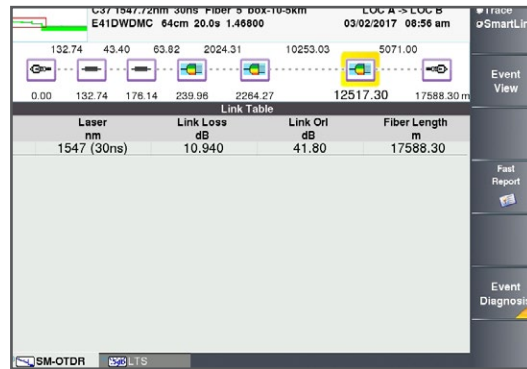 C37 1547.72nm 30ns Fiber 5 box-10-5km LOC A -> LOC B
E41DWDMC 64cm 20.0s 1.46800 03/02/2017 08:56 am
Trace
SmartLin
132.74 43.40 63.82 2024.31 10253.03 5071.00
0.00 132.74 176.14 239.96 2264.27 12517.30 17588.30 m
Event
View
Link Table
Laser Link Loss Link Orl Fiber Length
nm dB dB m
1547 (30ns) 10.940 41.80 17588.30
Fast
Report
Event
Diagnosis
SM-OTDR LTS